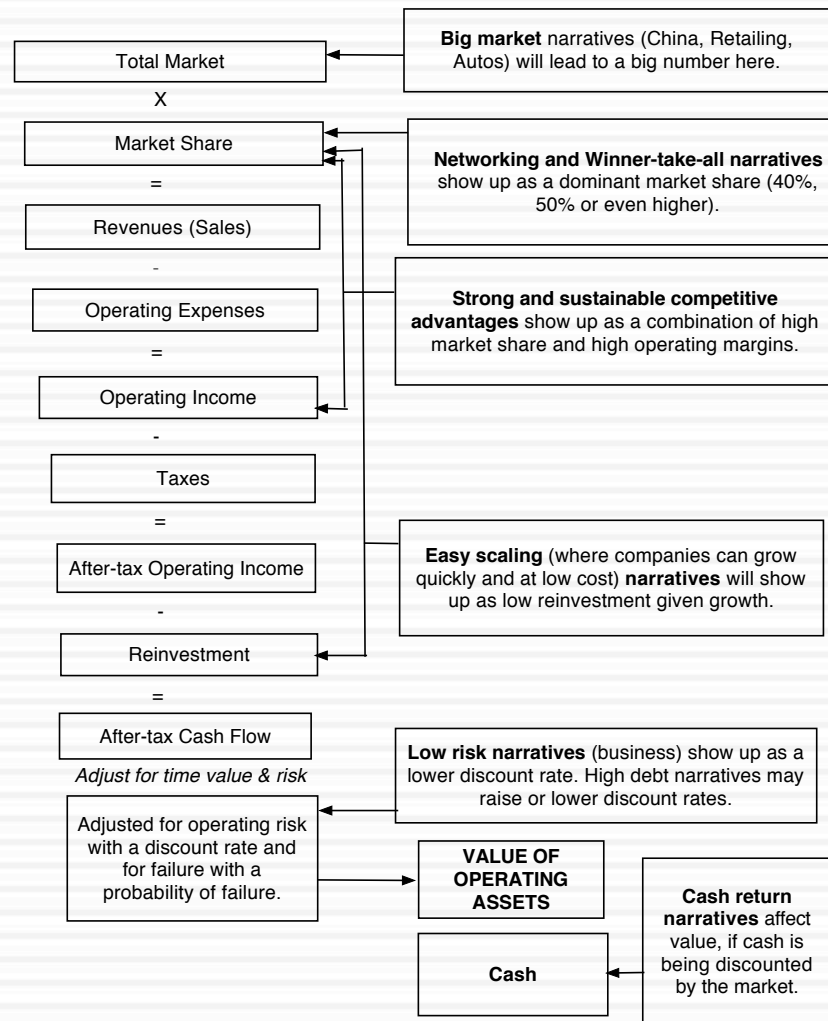 Total Market
Big market narratives (China, Retailing,
Autos) will lead to a big number here.
X
Market Share
Networking and Winner-take-all narratives
show up as a dominant market share (40%,
50% or even higher).
=
Revenues (Sales)
-
Operating Expenses
Strong and sustainable competitive
advantages show up as a combination of high
market share and high operating margins.
=
Operating Income
-
Taxes
=
After-tax Operating Income
Easy scaling (where companies can grow
quickly and at low cost) narratives will show
up as low reinvestment given growth.
-
Reinvestment
=
After-tax Cash Flow
Adjust for time value & risk
Low risk narratives (business) show up as a
lower discount rate. High debt narratives may
raise or lower discount rates.
Adjusted for operating risk
with a discount rate and
for failure with a
probability of failure.
VALUE OF
OPERATING
ASSETS
Cash
Cash return
narratives affect
value, if cash is
being discounted
by the market.